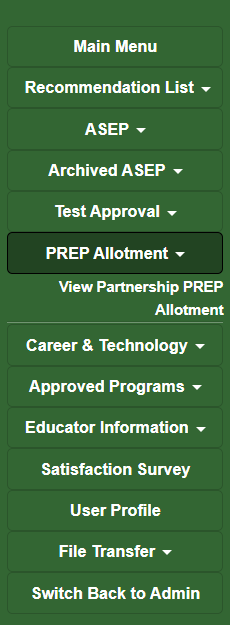 Main Menu
Recommendation List
ASEP
Archived ASEP
Test Approval
PREP Allotment
View Partnership PREP
Allotment
Career & Technology
Approved Programs
Educator Information
Satisfaction Survey
User Profile
File Transfer
Switch Back to Admin